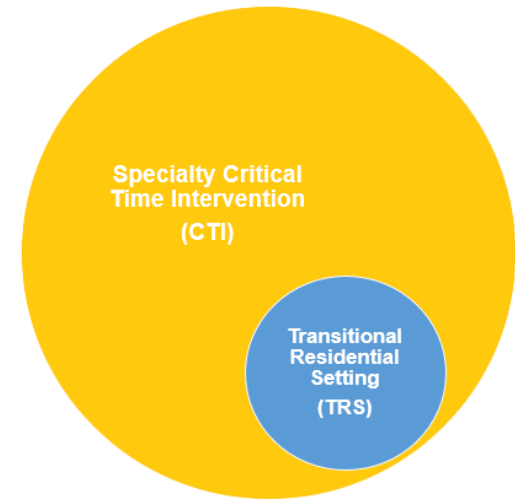 Specialty Critical
Time Intervention
(CTI)
Transitional
Residential
Setting
(TRS)